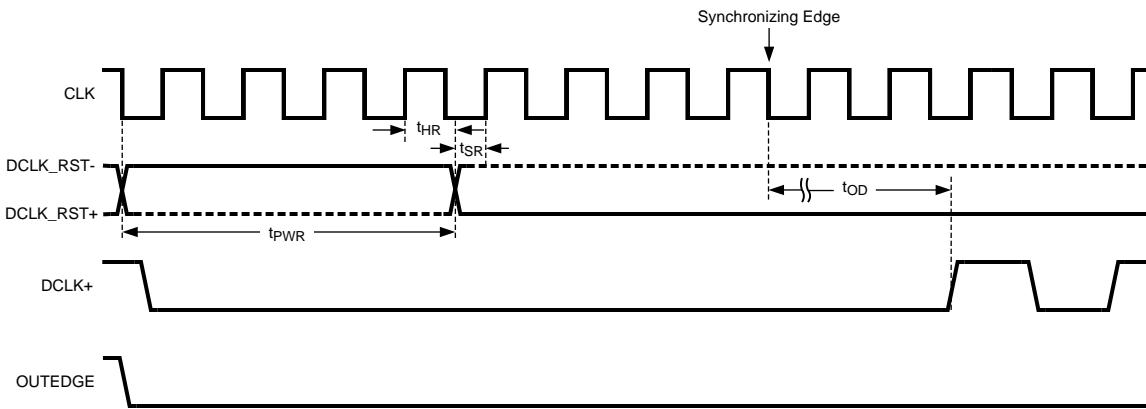 Synchronizing Edge
CLK
tHR
tSR
DCLK_RST-
tOD
DCLK_RST+
tPWR
DCLK+
OUTEDGE